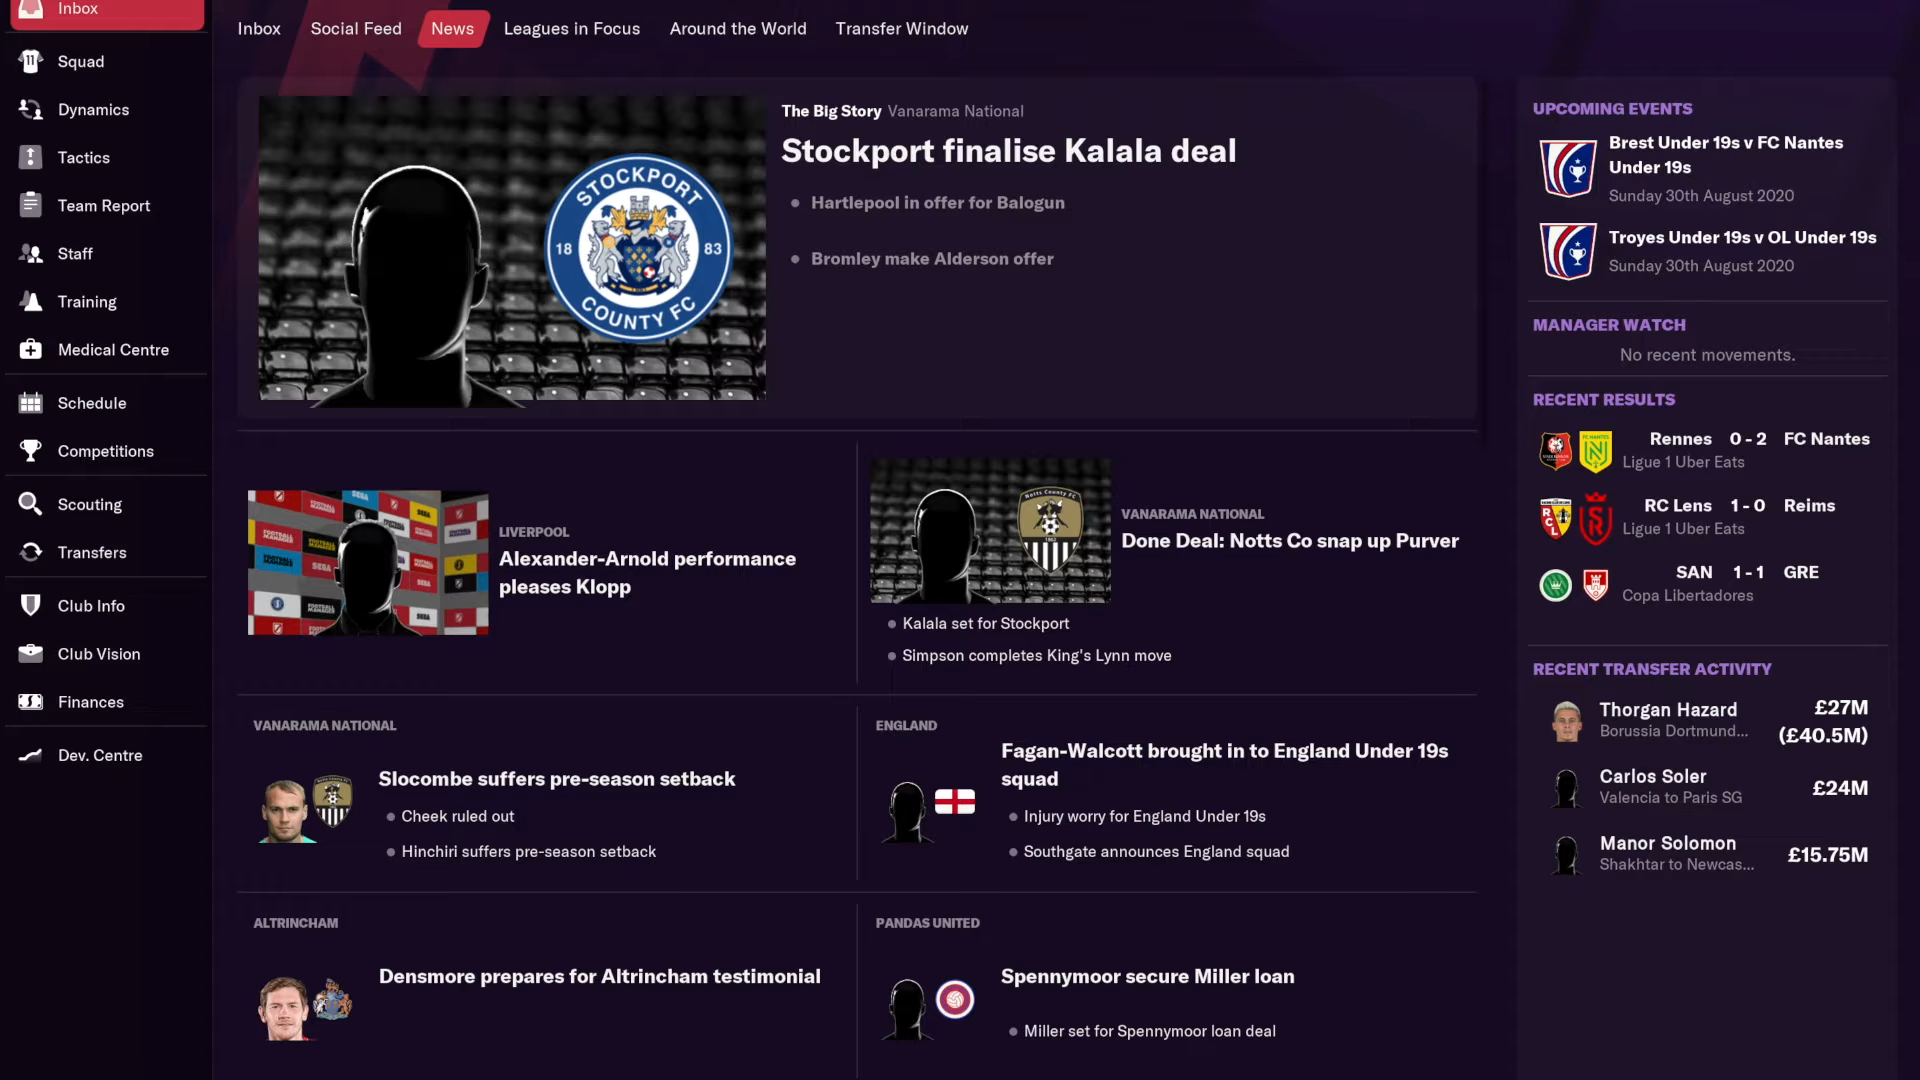 Inbox
Squad
Dynamics
Tactics
Team Report
Staff
Training
Medical Centre
Schedule
Competitions
Scouting
Transfers
Club Info
Club Vision
Finances
Dev. Centre
Inbox Social Feed News Leagues in Focus Around the World Transfer Window
The Big Story Vanarama National
Stockport finalise Kalala deal
Hartlepool in offer for Balogun
Bromley make Alderson offer
STOCKPORT
18 83
COUNTY FC
LIVERPOOL
Alexander-Arnold performance
pleases Klopp
VANARAMA NATIONAL
Done Deal: Notts Co snap up Purver
Kalala set for Stockport
Simpson completes King's Lynn move
VANARAMA NATIONAL
Slocombe suffers pre-season setback
Cheek ruled out
Hinchiri suffers pre-season setback
ENGLAND
Fagan-Walcott brought in to England Under 19s
squad
Injury worry for England Under 19s
Southgate announces England squad
ALTRINCHAM
Densmore prepares for Altrincham testimonial
PANDAS UNITED
Spennymoor secure Miller loan
Miller set for Spennymoor loan deal
UPCOMING EVENTS
Brest Under 19s v FC Nantes
Under 19s
Sunday 30th August 2020
Troyes Under 19s v OL Under 19s
Sunday 30th August 2020
MANAGER WATCH
No recent movements.
RECENT RESULTS
Rennes 0 - 2 FC Nantes
Ligue 1 Uber Eats
RC Lens 1 - 0 Reims
Ligue 1 Uber Eats
SAN 1 - 1 GRE
Copa Libertadores
RECENT TRANSFER ACTIVITY
Thorgan Hazard £27M
Borussia Dortmund... (£40.5M)
Carlos Soler
Valencia to Paris SG £24M
Manor Solomon
Shakhtar to Newcas... £15.75M